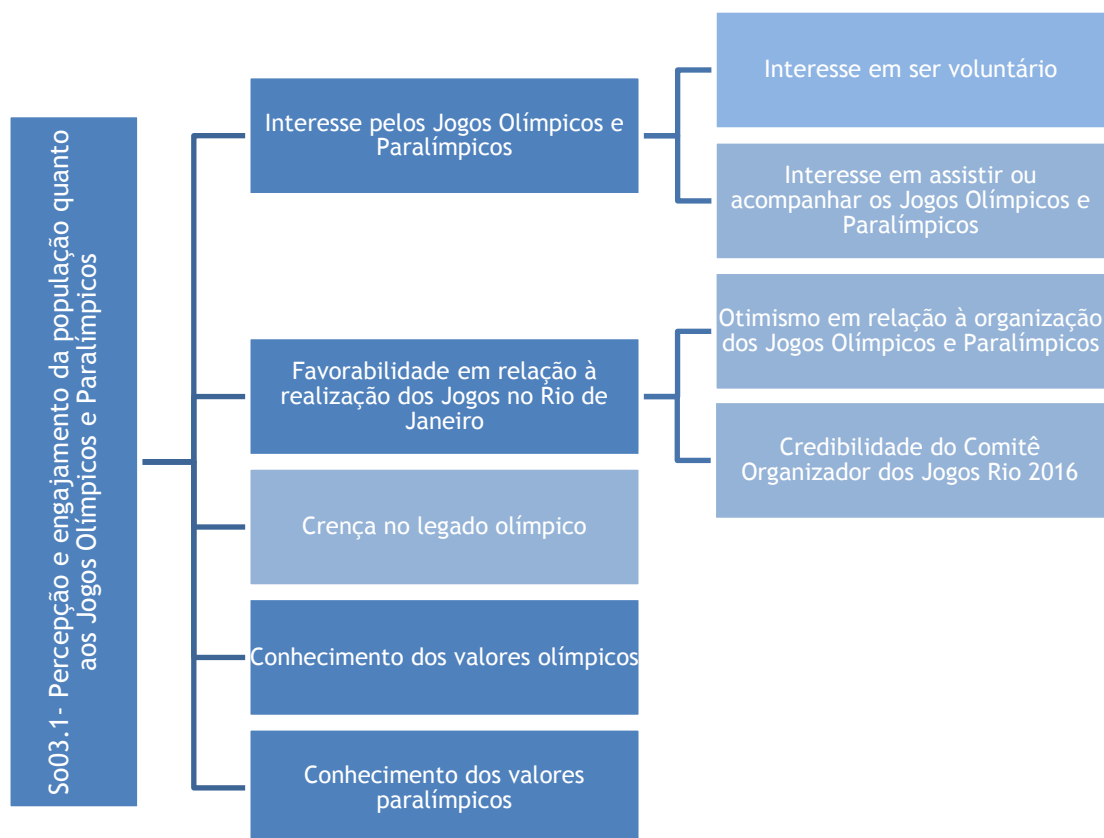 So03.1- Percepção e engajamento da população quanto
aos Jogos Olímpicos e Paralímpicos
Interesse pelos Jogos Olímpicos e
Paralímpicos
Interesse em ser voluntário
Interesse em assistir ou
acompanhar os Jogos Olímpicos e
Paralímpicos
Favorabilidade em relação à
realização dos Jogos no Rio de
Janeiro
Otimismo em relação à organização
dos Jogos Olímpicos e Paralímpicos
Credibilidade do Comitê
Organizador dos Jogos Rio 2016
Crença no legado olímpico
Conhecimento dos valores olímpicos
Conhecimento dos valores
paralímpicos